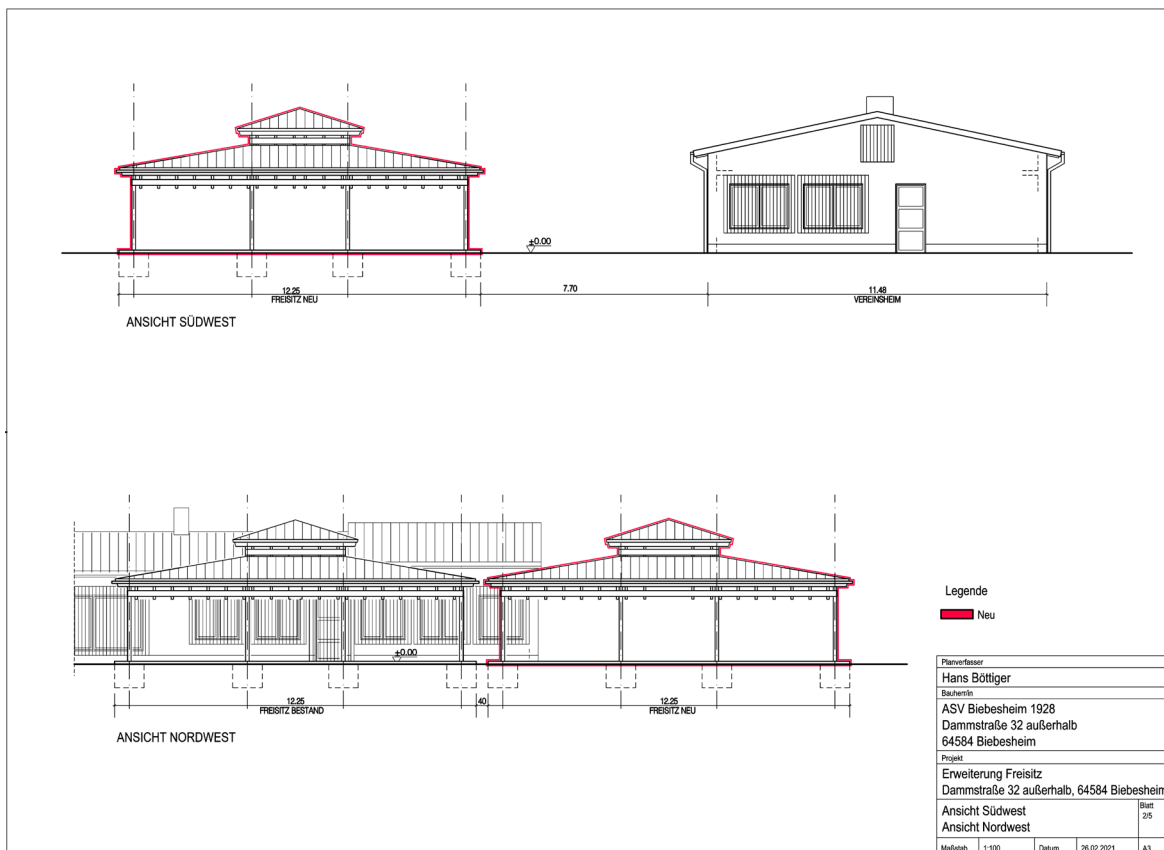 ±0.00
12.25
FREISITZ NEU
7.70
11.48
VEREINSHEIM
ANSICHT SÜDWEST
±0.00
12.25
FREISITZ BESTAND
40
12.25
FREISITZ NEU
ANSICHT NORDWEST
Legende
Neu
Planverfasser
Hans Böttiger
Bauherrnin
ASV Biebesheim 1928
Dammstraße 32 außerhalb
64584 Biebesheim
Projekt
Erweiterung Freisitz
Dammstraße 32 außerhalb, 64584 Biebesheim
Ansicht Südwest
Ansicht Nordwest
Blatt
2/5
Maßstab 1:100 Datum 26.02.2021 A3